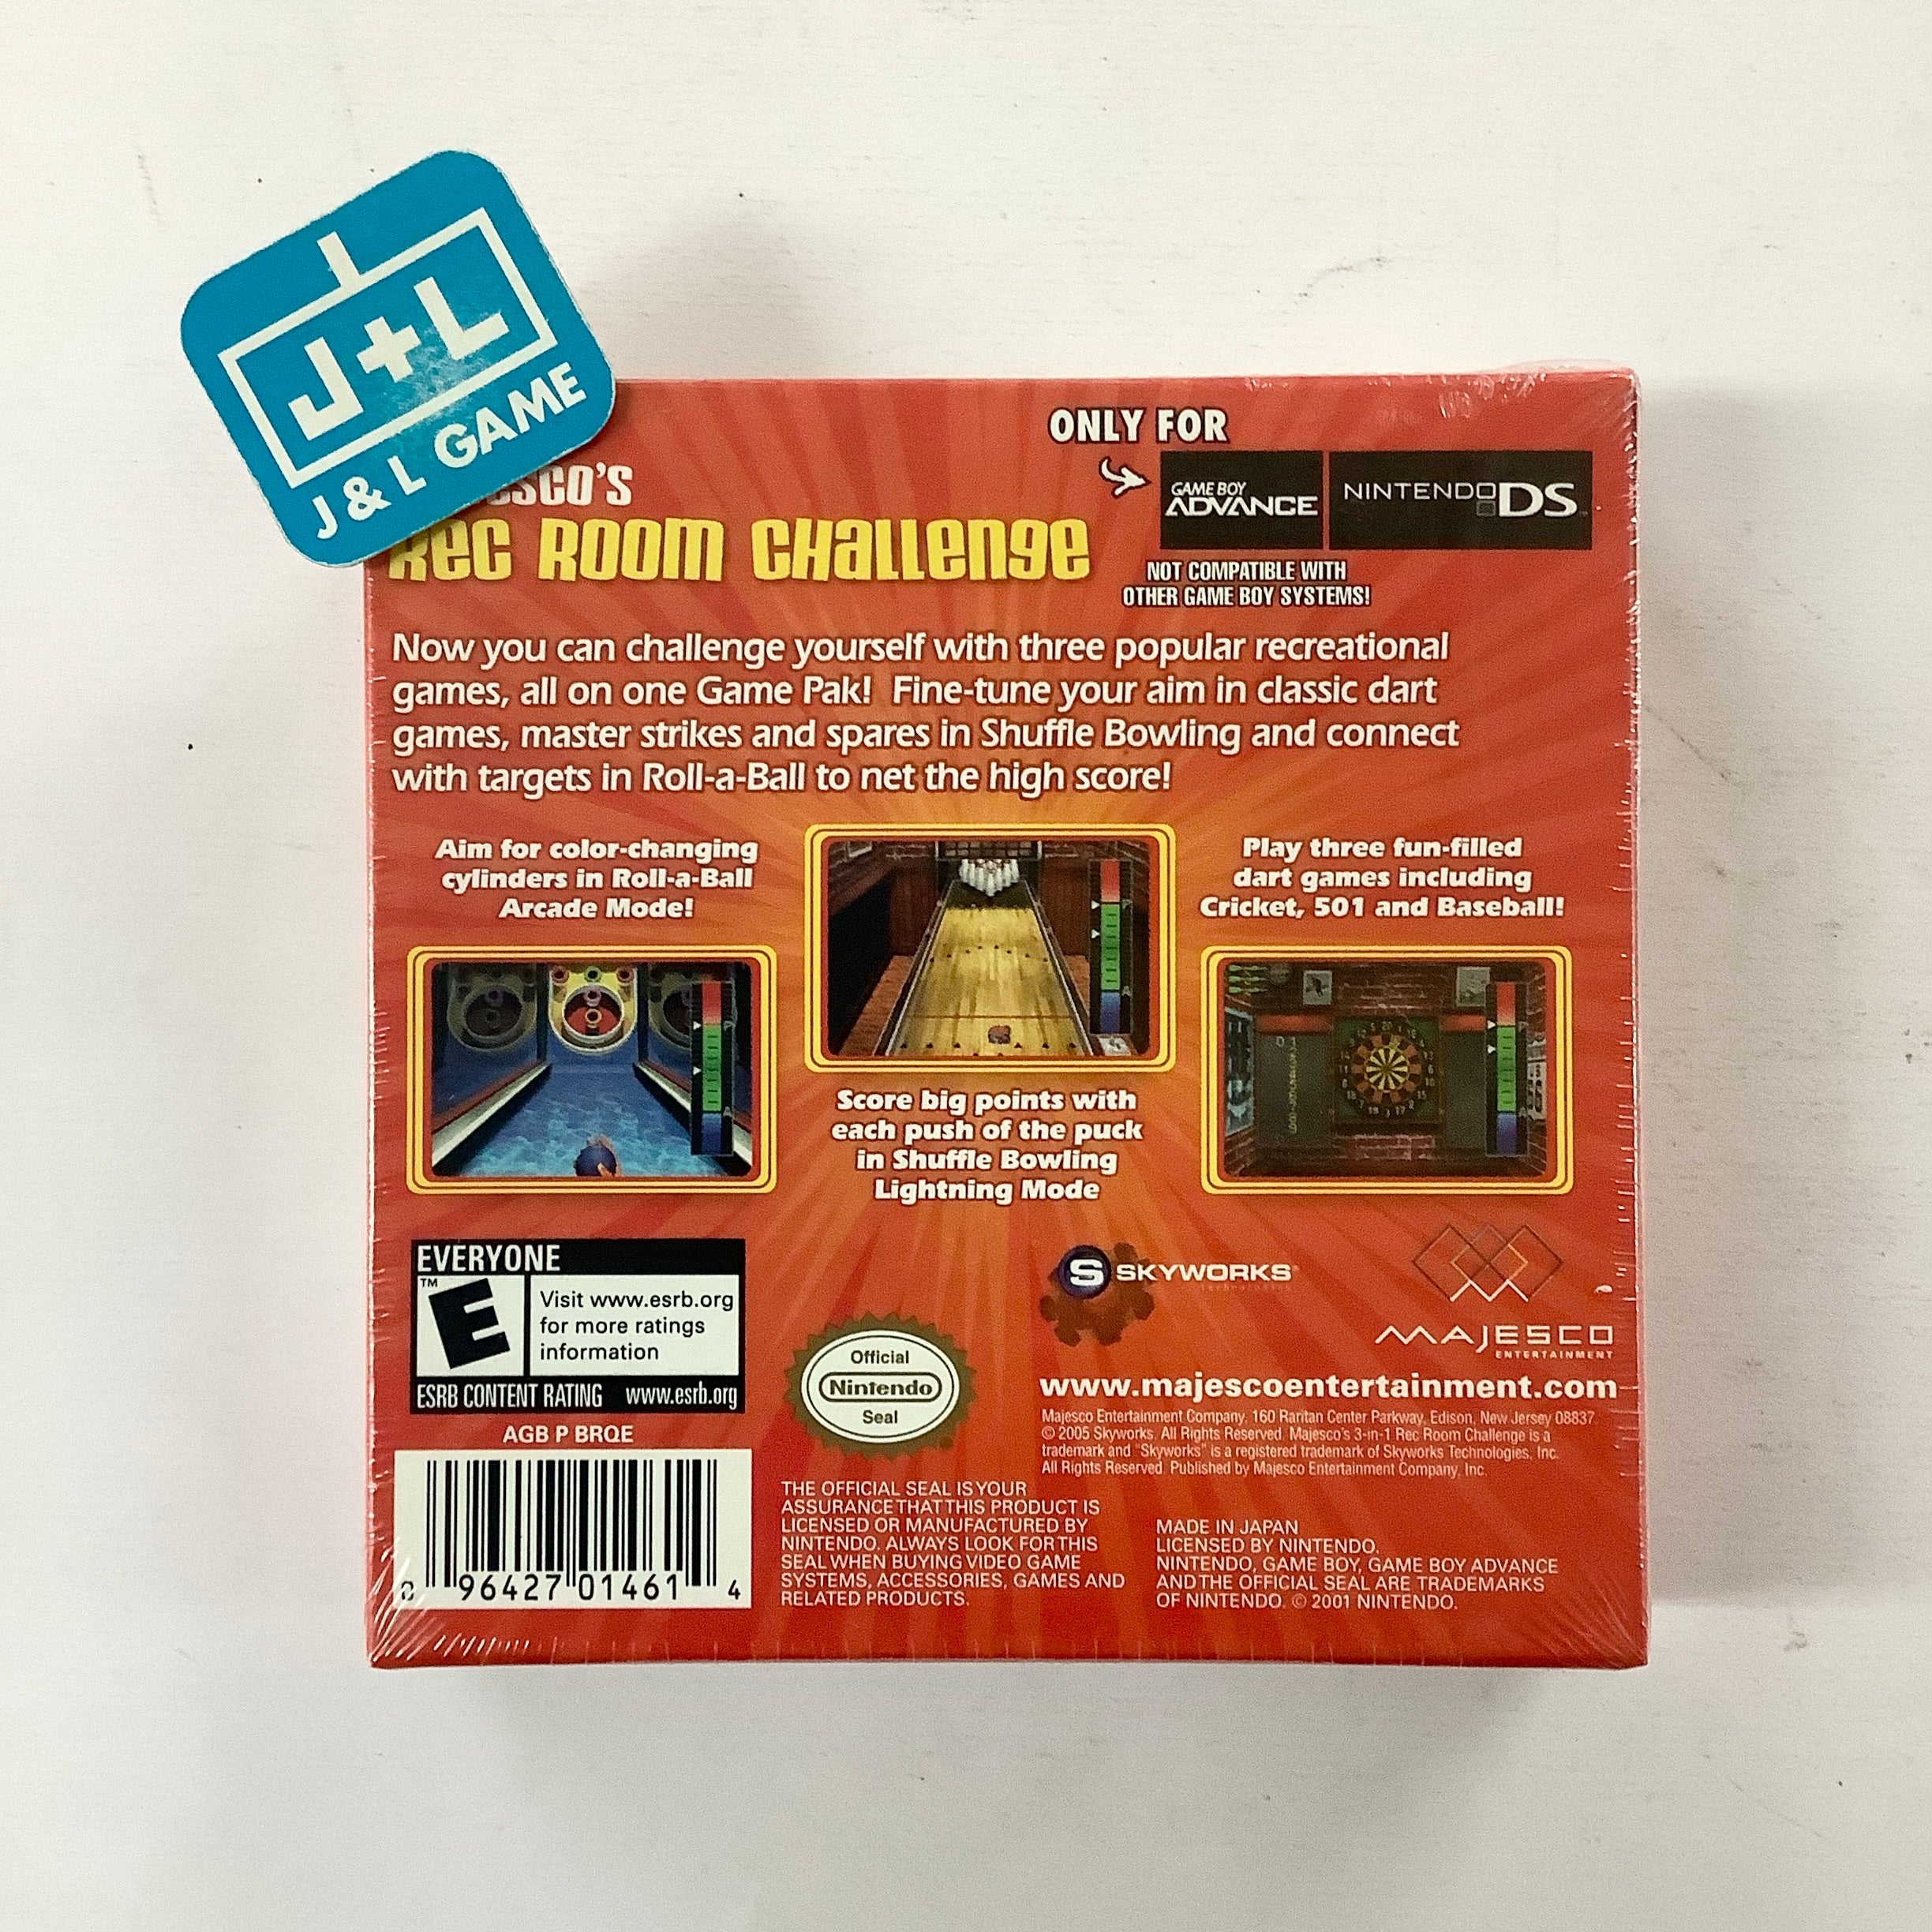 J+L
J & L GAME
ONLY FOR
GAME BOY
ADVANCE
NINTENDO DS
ESCO'S
REC ROOM CHALLENGE
NOT COMPATIBLE WITH
OTHER GAME BOY SYSTEMS!
Now you can challenge yourself with three popular recreational
games, all on one Game Pak! Fine-tune your aim in classic dart
games, master strikes and spares in Shuffle Bowling and connect
with targets in Roll-a-Ball to net the high score!
Aim for color-changing
cylinders in Roll-a-Ball
Arcade Mode!
Play three fun-filled
dart games including
Cricket, 501 and Baseball!
Score big points with
each push of the puck
in Shuffle Bowling
Lightning Mode
EVERYONE
™
E
Visit www.esrb.org
for more ratings
information
ESRB CONTENT RATING www.esrb.org
AGB P BRQE
0 96427 01461 4
Official
Nintendo
Seal
THE OFFICIAL SEAL IS YOUR
ASSURANCE THAT THIS PRODUCT IS
LICENSED OR MANUFACTURED BY
NINTENDO. ALWAYS LOOK FOR THIS
SEAL WHEN BUYING VIDEO GAME
SYSTEMS, ACCESSORIES, GAMES AND
RELATED PRODUCTS.
S SKYWORKS
Technologies
MAJESCO
ENTERTAINMENT
www.majescoentertainment.com
Majesco Entertainment Company, 160 Raritan Center Parkway, Edison, New Jersey 08837
© 2005 Skyworks. All Rights Reserved. Majesco's 3-in-1 Rec Room Challenge is a
trademark and "Skyworks" is a registered trademark of Skyworks Technologies, Inc.
All Rights Reserved. Published by Majesco Entertainment Company, Inc.
MADE IN JAPAN
LICENSED BY NINTENDO.
NINTENDO, GAME BOY, GAME BOY ADVANCE
AND THE OFFICIAL SEAL ARE TRADEMARKS
OF NINTENDO. © 2001 NINTENDO.